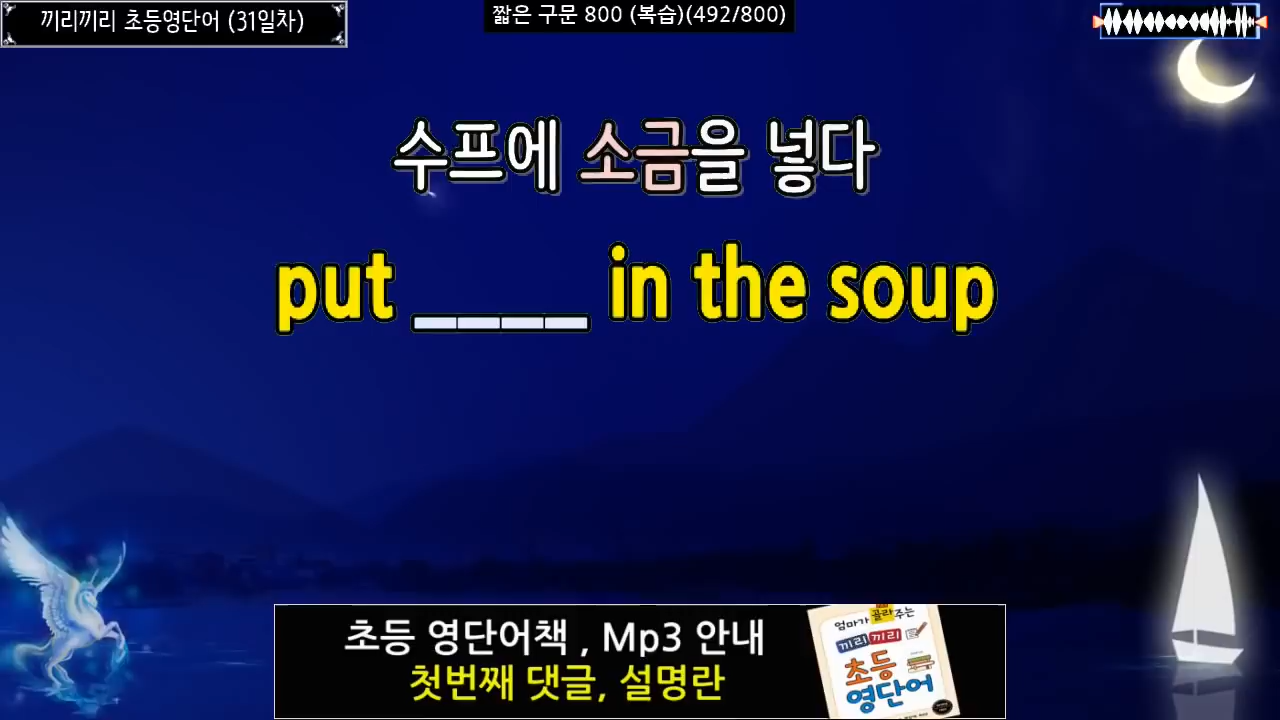 끼리끼리 초등영단어 (31일차)
짧은 구문 800 (복습)(492/800)
수프에 소금을 넣다
put ____ in the soup
초등 영단어책 , Mp3 안내
첫번째 댓글, 설명란
엄마가 골라주는
끼리끼리
초등
영단어